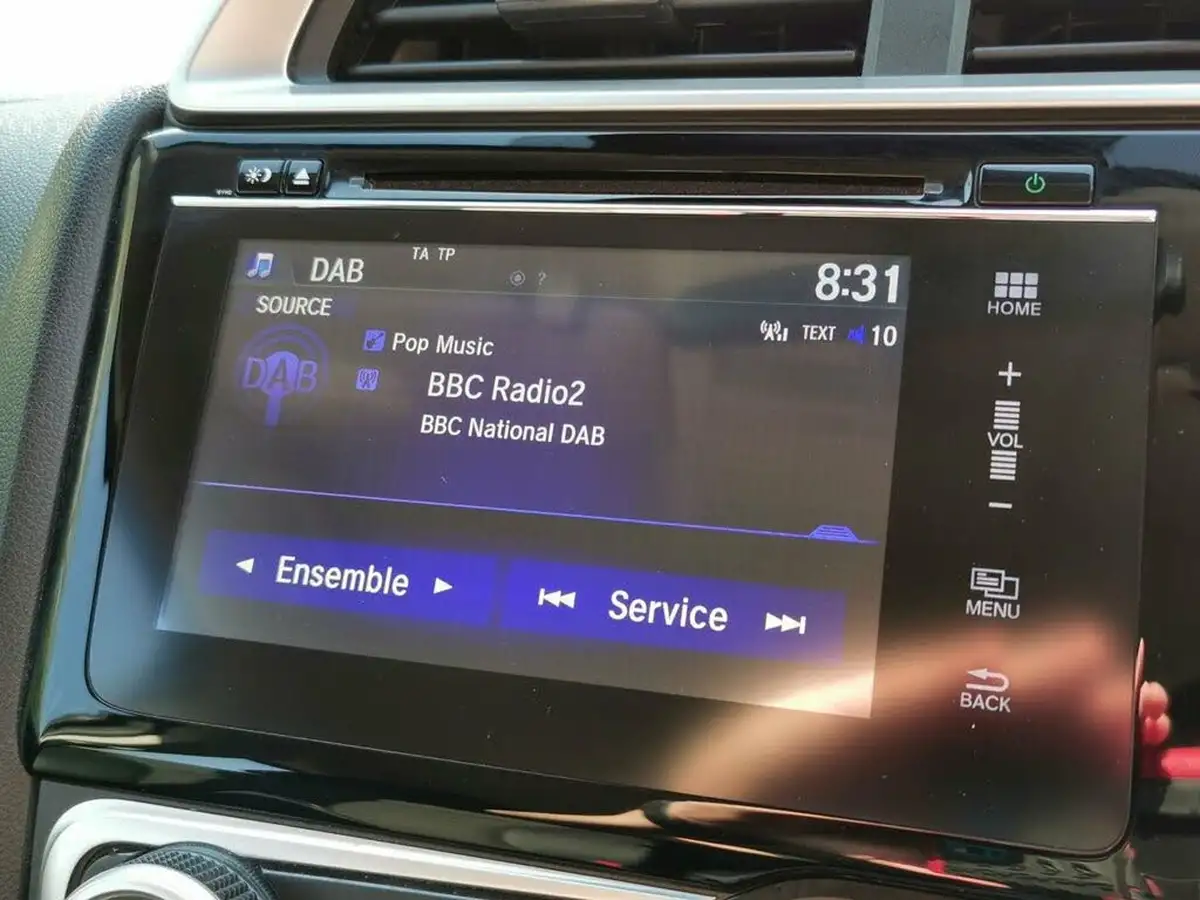 TA TP
DAB
?
8:31
SOURCE
TEXT
10
Pop Music
DAB
BBC Radio2
BBC National DAB
Ensemble
Service
HOME
+
VOL
−
MENU
BACK